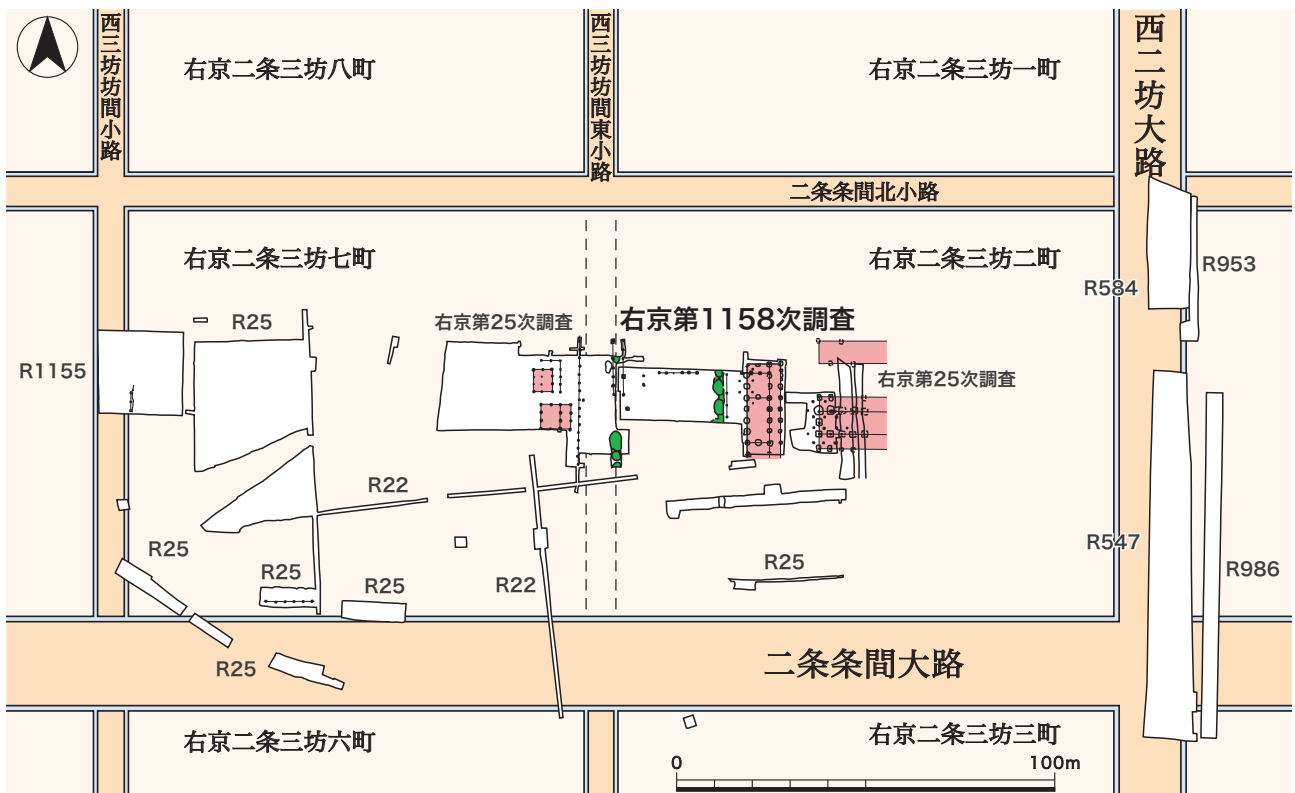 西三坊坊間小路
西三坊坊間東小路
西二坊大路
右京二条三坊八町
右京二条三坊一町
二条条間北小路
右京二条三坊七町
右京二条三坊二町
R953
R584
R25
右京第25次調査
右京第1158次調査
R1155
右京第25次調査
R22
R547
R25
R25
R25
R22
R25
R986
R25
二条条間大路
右京二条三坊六町
右京二条三坊三町
0
100m